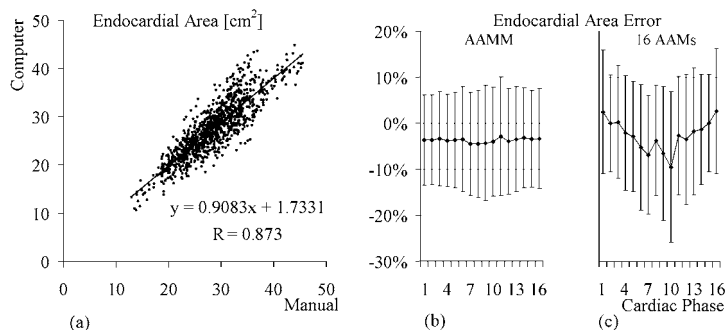 Endocardial Area [cm²]
Computer
50
40
30
20
10
0
y = 0.9083x + 1.7331
R = 0.873
0 10 20 30 40 50
Manual
(a)
Endocardial Area Error
AAMM
16 AAMs
20%
10%
0%
-10%
-20%
-30%
1 4 7 10 13 16
1 4 7 10 13 16
Cardiac Phase
(b)
(c)